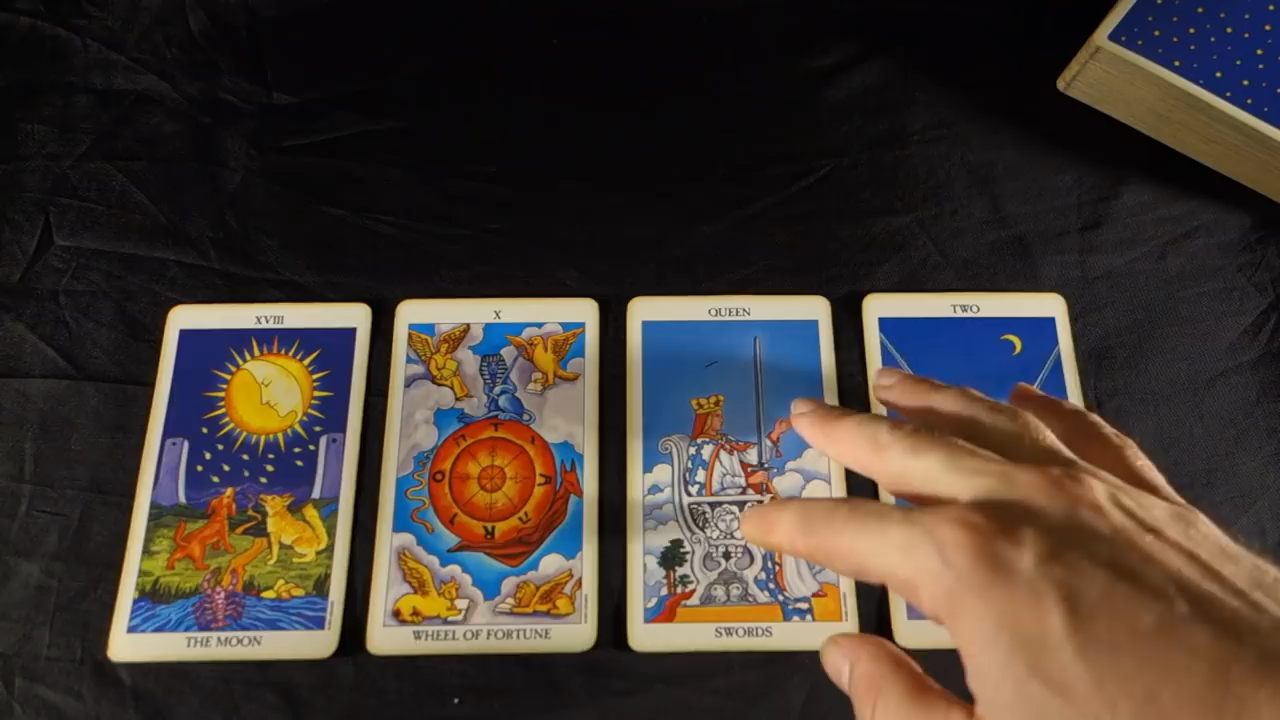 XVIII
THE MOON
X
T
A
R
O
WHEEL OF FORTUNE
QUEEN
SWORDS
TWO